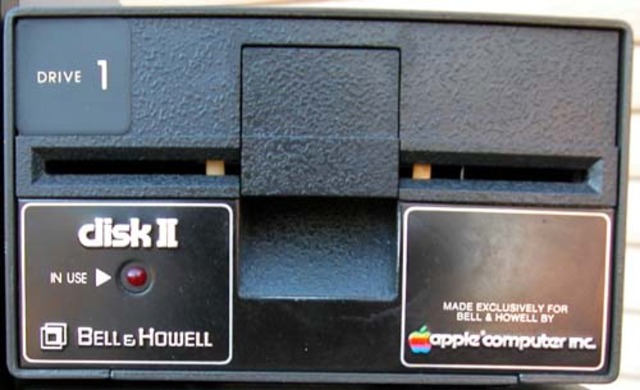 DRIVE 1
disk II
IN USE
BELL & HOWELL
MADE EXCLUSIVELY FOR
BELL & HOWELL BY
apple computer inc.